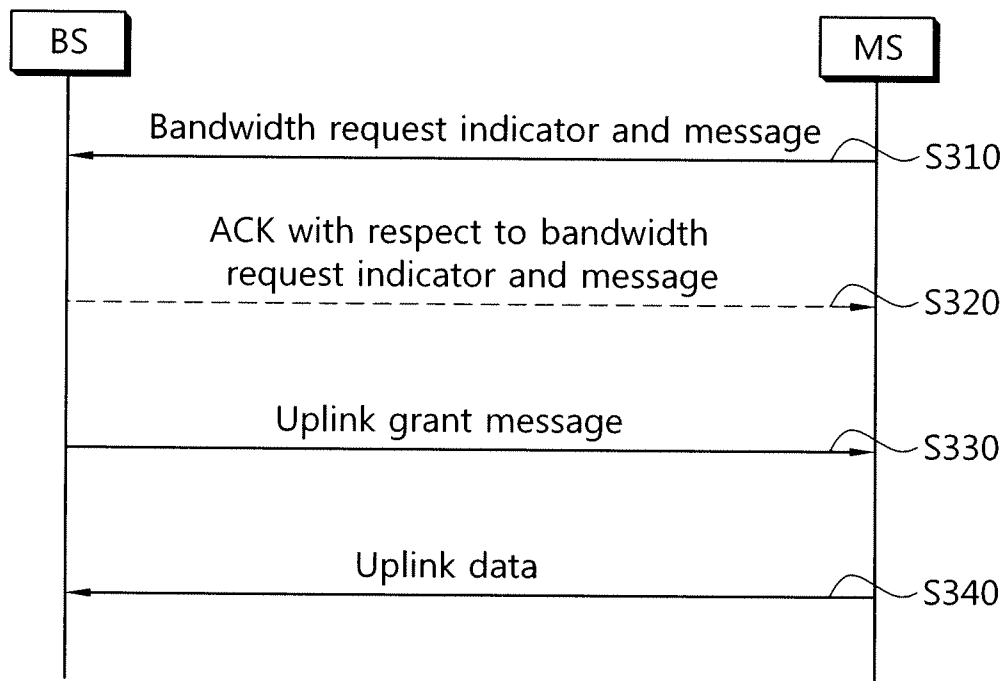 BS
MS
Bandwidth request indicator and message
S310
ACK with respect to bandwidth
request indicator and message
S320
Uplink grant message
S330
Uplink data
S340